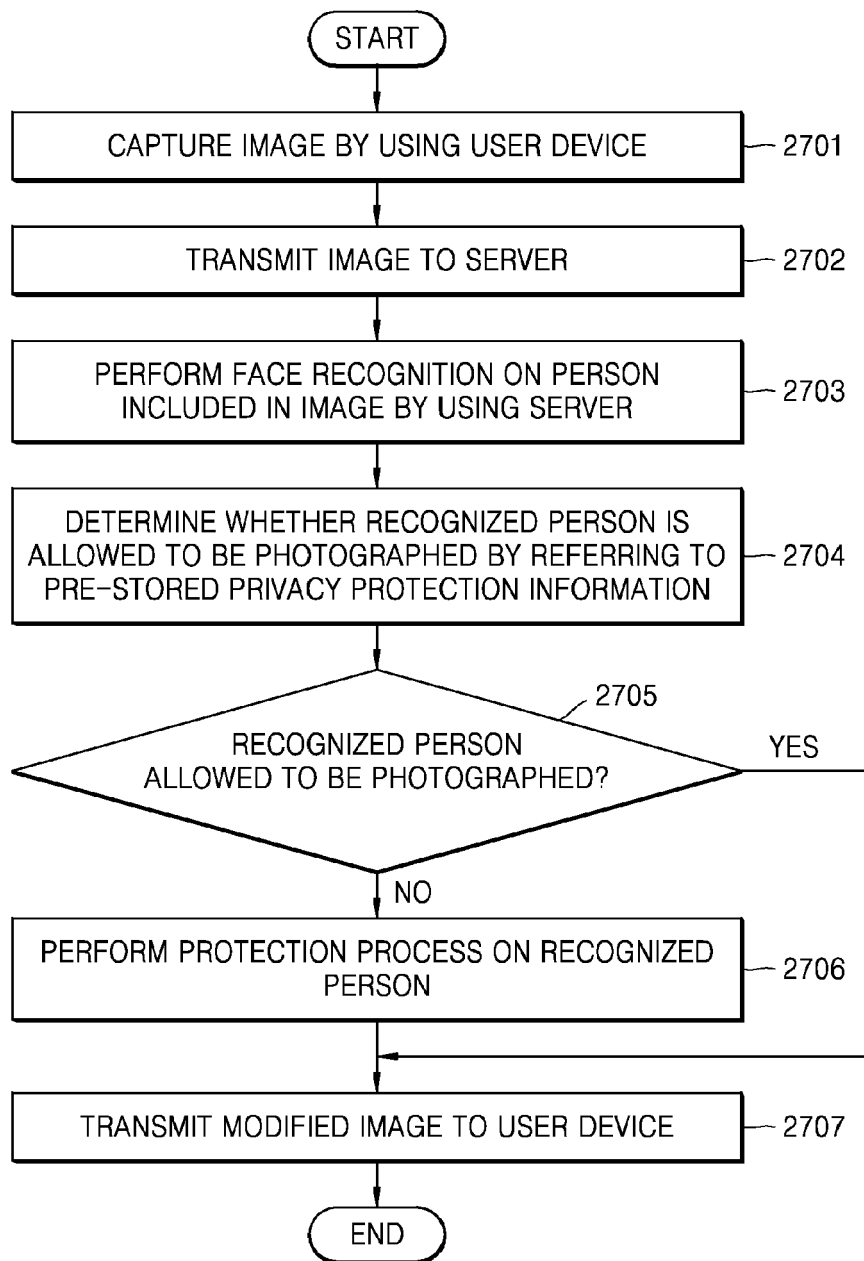 START
CAPTURE IMAGE BY USING USER DEVICE
2701
TRANSMIT IMAGE TO SERVER
2702
PERFORM FACE RECOGNITION ON PERSON
INCLUDED IN IMAGE BY USING SERVER
2703
DETERMINE WHETHER RECOGNIZED PERSON IS
ALLOWED TO BE PHOTOGRAPHED BY REFERRING TO
PRE-STORED PRIVACY PROTECTION INFORMATION
2704
2705
RECOGNIZED PERSON
ALLOWED TO BE PHOTOGRAPHED?
YES
NO
PERFORM PROTECTION PROCESS ON RECOGNIZED
PERSON
2706
TRANSMIT MODIFIED IMAGE TO USER DEVICE
2707
END